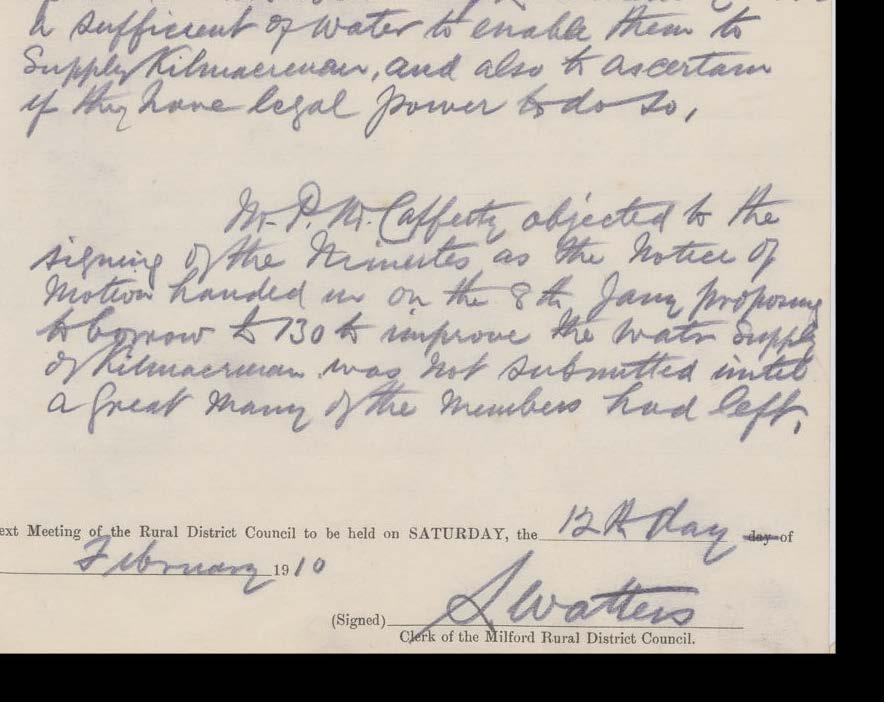 a sufficient of water to enable them to
Supply Kilmacrenan, and also to ascertain
if they have legal power to do so,
Mr. P. McCafferty objected to the
signing of the Minutes as the Notice of
Motion handed in on the 8th Jany proposing
to borrow £130 to improve the water supply
of Kilmacrenan was not submitted until
a great many of the members had left,
ext Meeting of the Rural District Council to be held on SATURDAY, the 12th day day of
February 1910
(Signed) S. Watters
Clerk of the Milford Rural District Council.